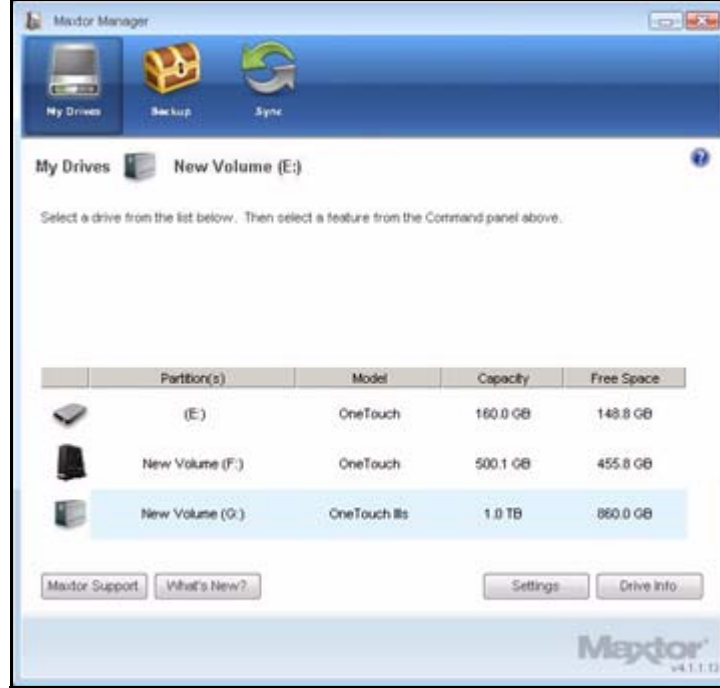 Maxtor Manager
My Drives Backup Sync
My Drives New Volume (E:)
?
Select a drive from the list below. Then select a feature from the Command panel above.
Partition(s) Model Capacity Free Space
(E:) OneTouch 160.0 GB 148.8 GB
New Volume (F:) OneTouch 500.1 GB 455.8 GB
New Volume (G:) OneTouch IIIs 1.0 TB 860.0 GB
Maxtor Support What's New? Settings Drive Info
Maxtor